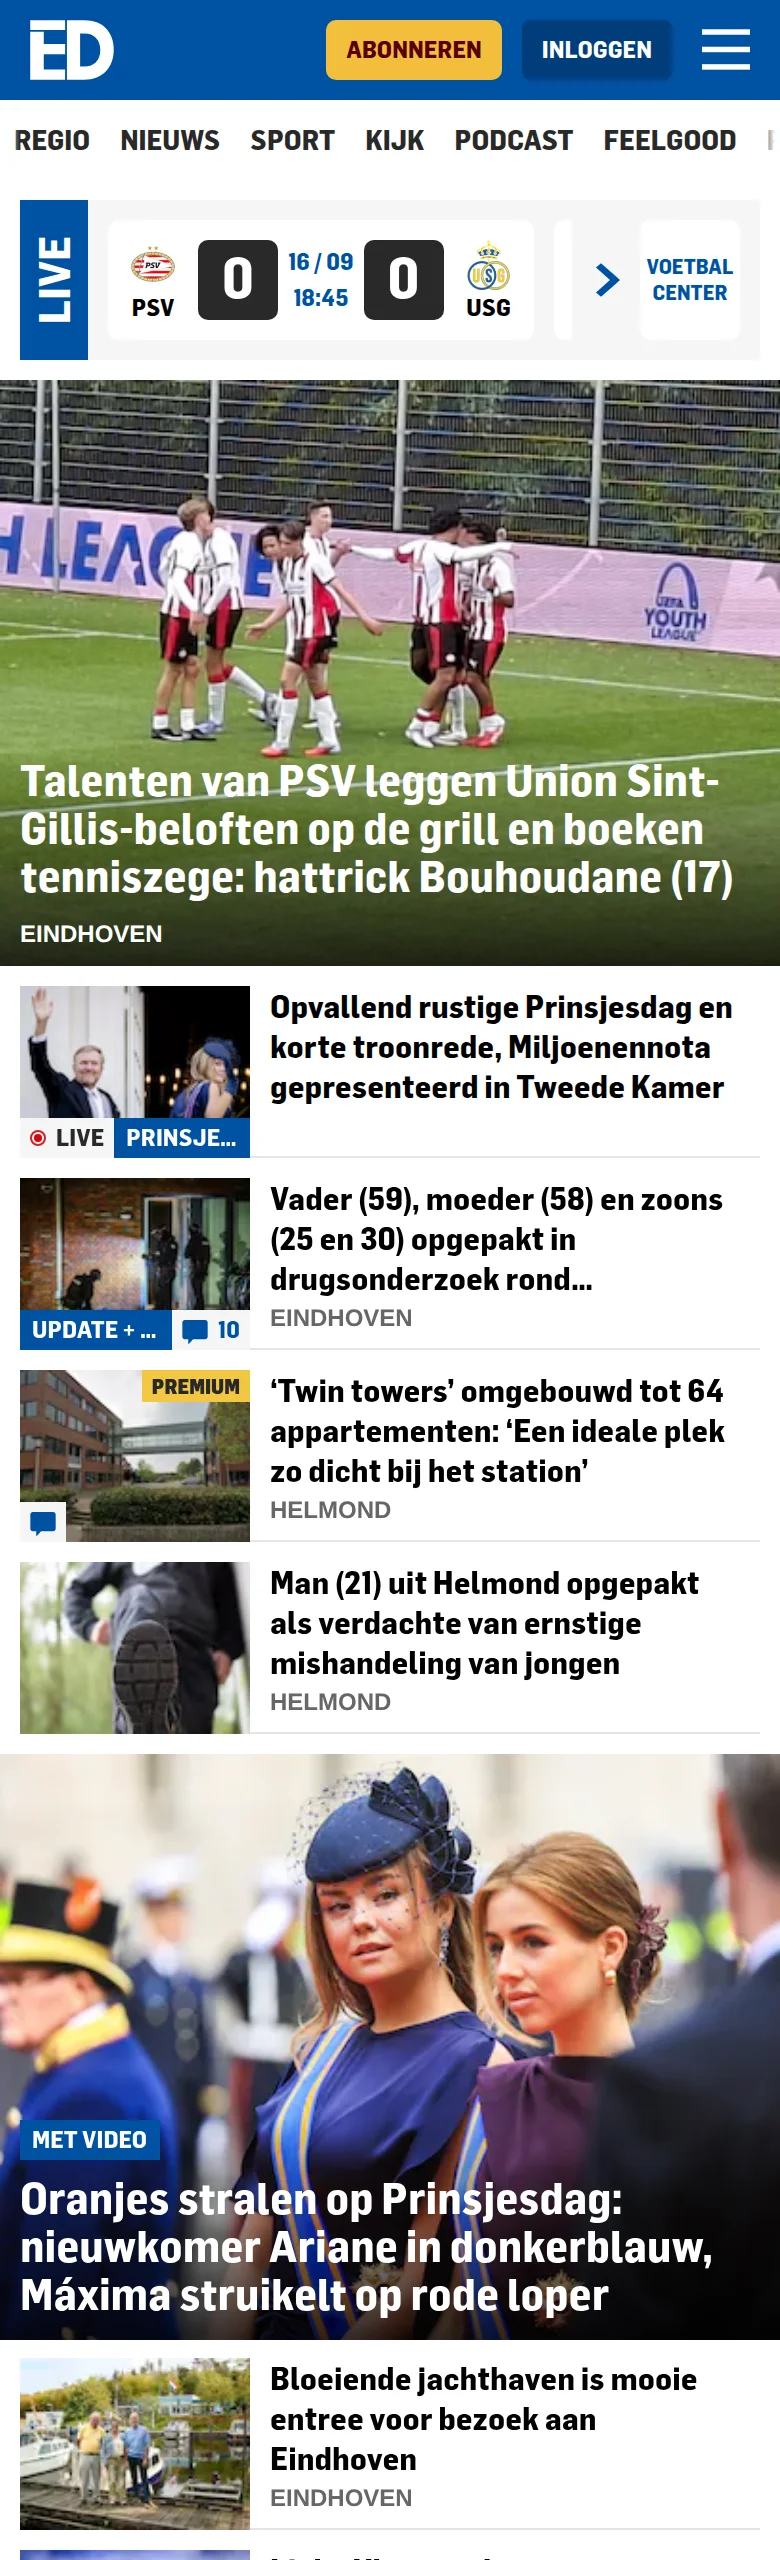 ED
ABONNEREN
INLOGGEN
REGIO NIEUWS SPORT KIJK PODCAST FEELGOOD
LIVE
PSV
PSV
0
16 / 09
18:45
0
USG
USG
VOETBAL
CENTER
H LEAGUE
UEFA
YOUTH
LEAGUE
Talenten van PSV leggen Union Sint-
Gillis-beloften op de grill en boeken
tenniszege: hattrick Bouhoudane (17)
EINDHOVEN
Opvallend rustige Prinsjesdag en
korte troonrede, Miljoenennota
gepresenteerd in Tweede Kamer
LIVE PRINSJE...
Vader (59), moeder (58) en zoons
(25 en 30) opgepakt in
drugsonderzoek rond...
EINDHOVEN
UPDATE + ... 10
PREMIUM
‘Twin towers’ omgebouwd tot 64
appartementen: ‘Een ideale plek
zo dicht bij het station’
HELMOND
Man (21) uit Helmond opgepakt
als verdachte van ernstige
mishandeling van jongen
HELMOND
MET VIDEO
Oranjes stralen op Prinsjesdag:
nieuwkomer Ariane in donkerblauw,
Máxima struikelt op rode loper
Bloeiende jachthaven is mooie
entree voor bezoek aan
Eindhoven
EINDHOVEN